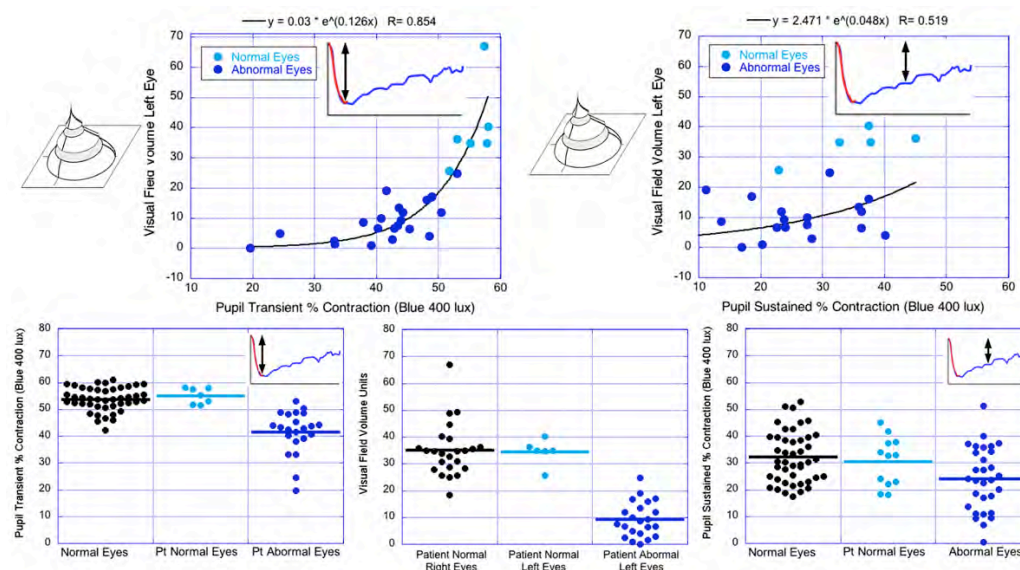 y = 0.03 * e^(0.126x) R= 0.854
70
60
50
40
30
20
10
0
-10
Visual Field Volume Left Eye
Normal Eyes
Abnormal Eyes
10 20 30 40 50 60
Pupil Transient % Contraction (Blue 400 lux)
y = 2.471 * e^(0.048x) R= 0.519
70
60
50
40
30
20
10
0
-10
Visual Field Volume Left Eye
Normal Eyes
Abnormal Eyes
10 20 30 40 50 60
Pupil Sustained % Contraction (Blue 400 lux)
80
70
60
50
40
30
20
10
0
Pupil Transient % Contraction (Blue 400 lux)
Normal Eyes Pt Normal Eyes Pt Abormal Eyes
80
70
60
50
40
30
20
10
0
Visual Field Volume Units
Patient Normal Patient Normal Patient Abormal
Right Eyes Left Eyes Left Eyes
80
70
60
50
40
30
20
10
0
Pupil Sustained % Contraction (Blue 400 lux)
Normal Eyes Pt Normal Eyes Abormal Eyes